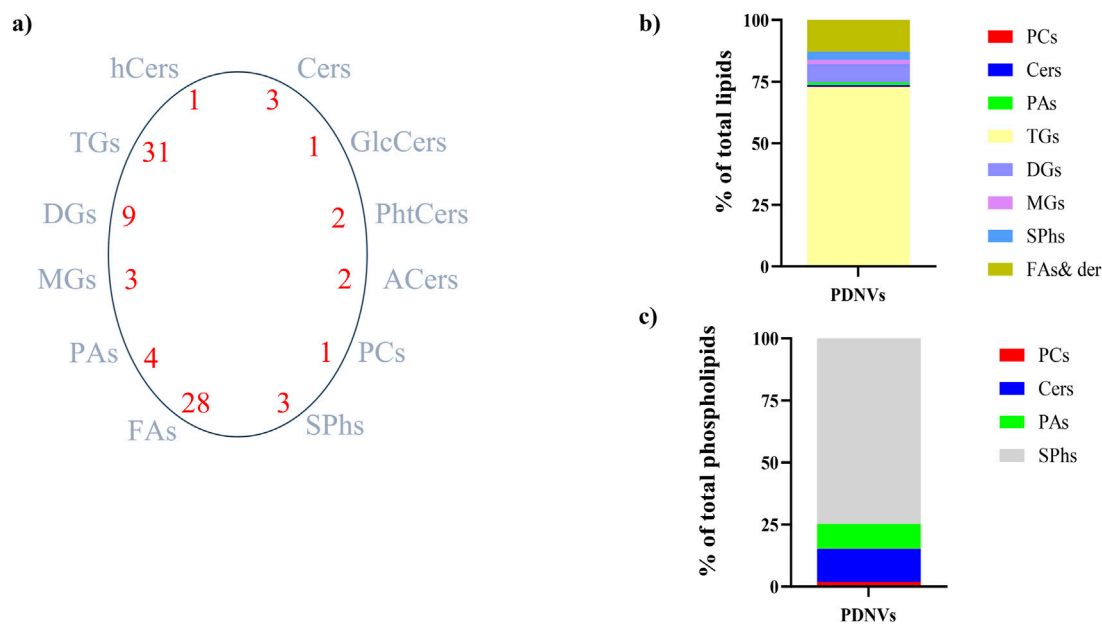 a)
hCers
Cers
1
3
TGs
31
1
GlcCers
DGs
9
2
PhtCers
MGs
3
2
ACers
PAs
4
1
PCs
28
3
FAs
SPhs
b)
% of total lipids
100
75
50
25
0
PDNVs
PCs
Cers
PAs
TGs
DGs
MGs
SPhs
FAs& der
c)
% of total phospholipids
100
75
50
25
0
PDNVs
PCs
Cers
PAs
SPhs